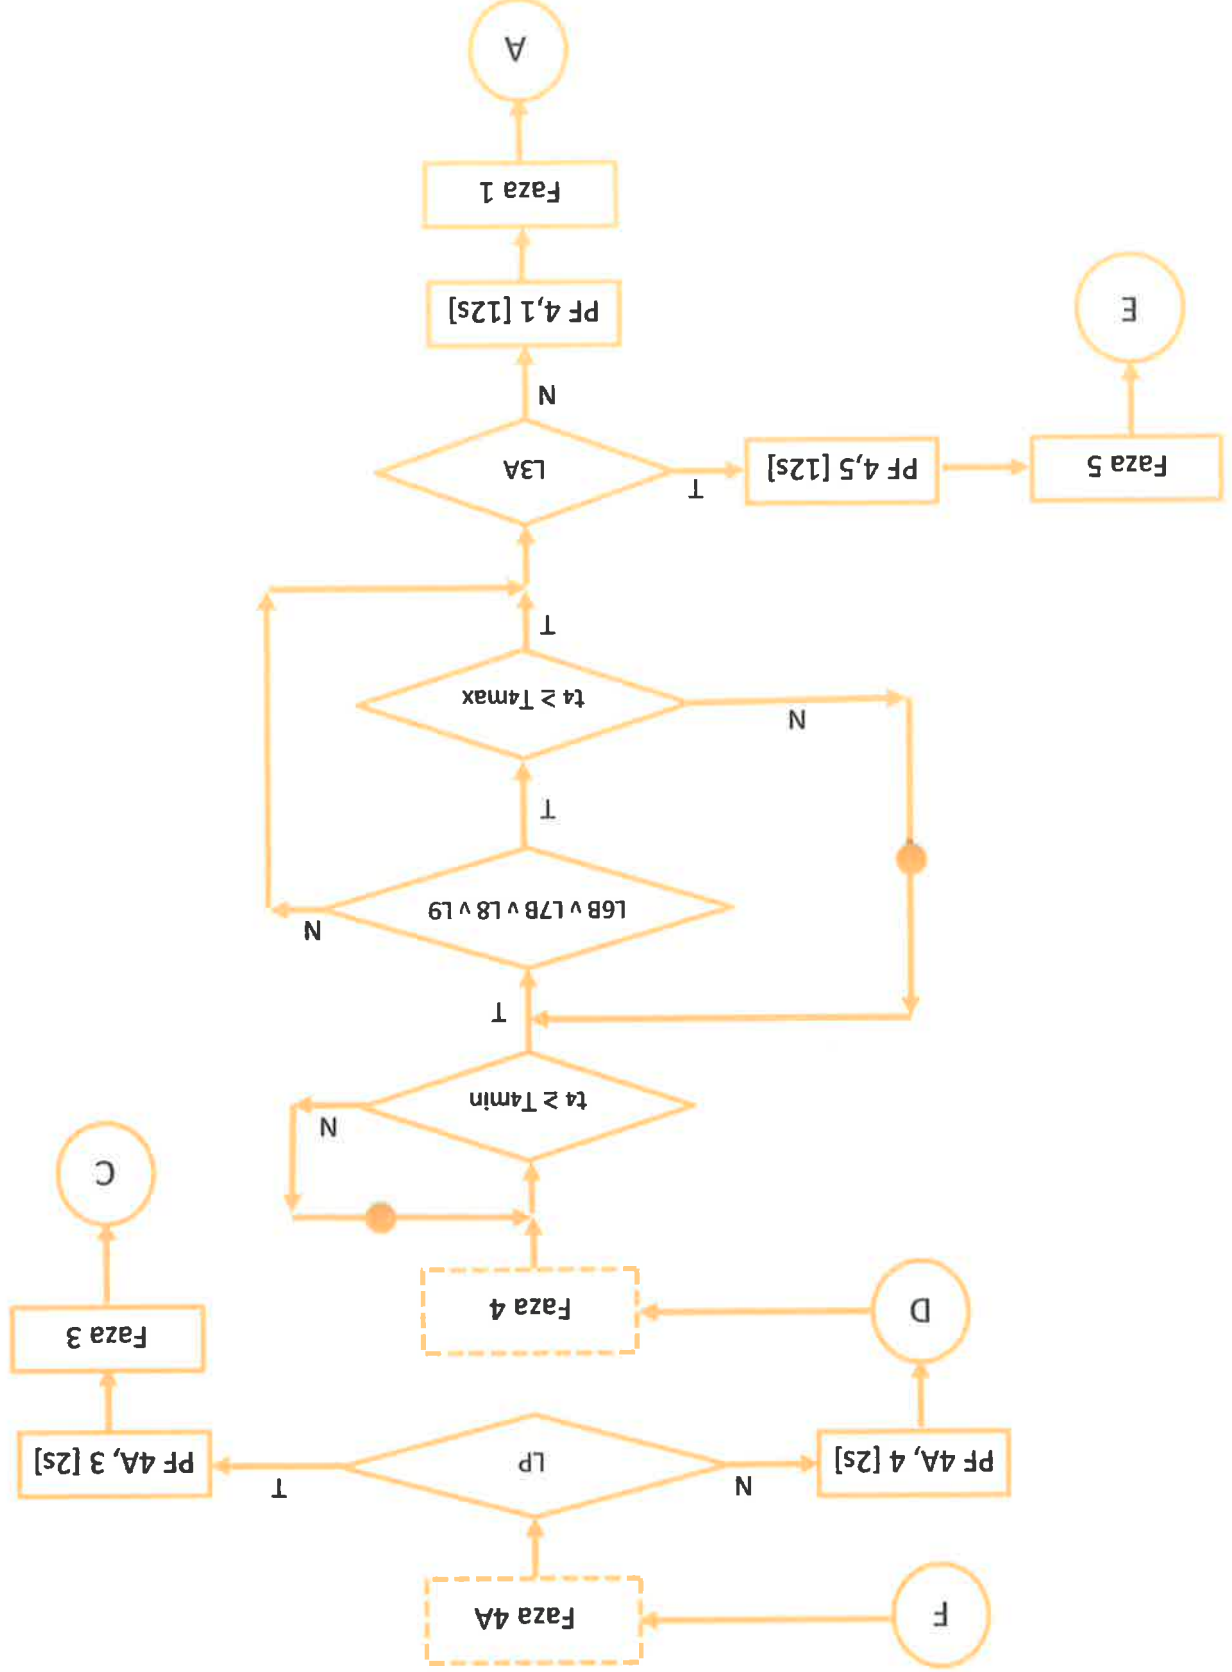 F
Faza 4A
N
LP
T
PF 4A, 4 [2s]
PF 4A, 3 [2s]
D
Faza 4
Faza 3
C
N
t4 ≥ T4min
T
N
L6B v L7B v L8 v L9
T
N
t4 ≥ T4max
T
T
L3A
PF 4,5 [12s]
Faza 5
N
E
PF 4,1 [12s]
Faza 1
A